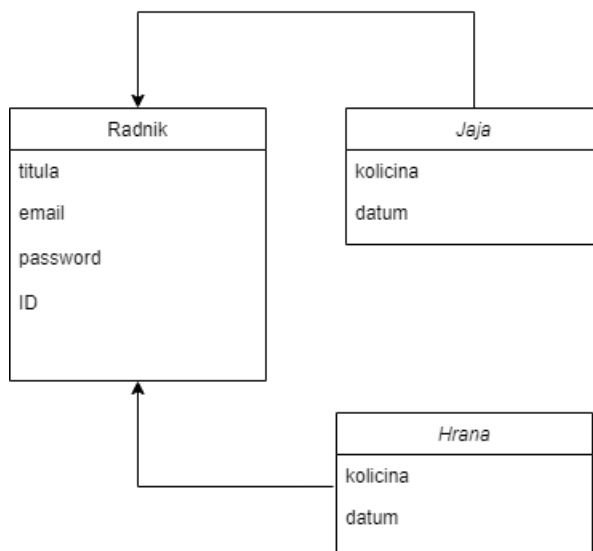 Radnik
titula
email
password
ID
Jaja
kolicina
datum
Hrana
kolicina
datum